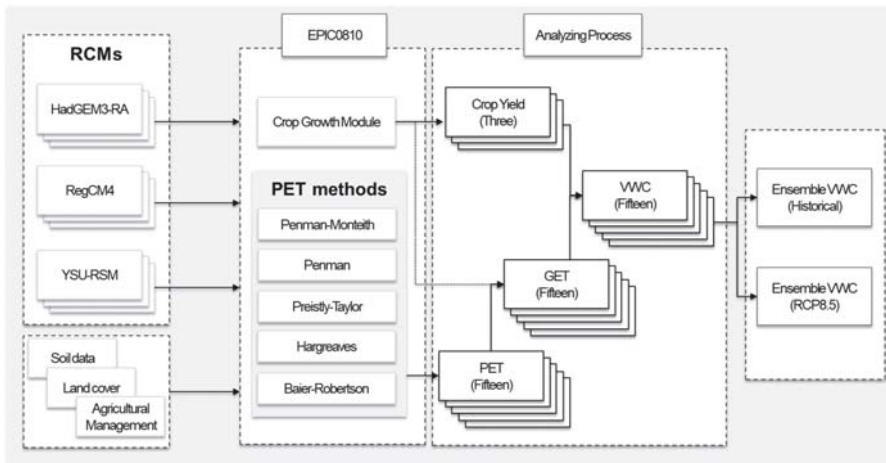 EPIC0810
Analyzing Process
RCMs
HadGEM3-RA
RegCM4
YSU-RSM
Soil data
Land cover
Agricultural
Management
Crop Growth Module
PET methods
Penman-Monteith
Penman
Preistly-Taylor
Hargreaves
Baier-Robertson
Crop Yield
(Three)
VWC
(Fifteen)
GET
(Fifteen)
PET
(Fifteen)
Ensemble VWC
(Historical)
Ensemble VWC
(RCP8.5)